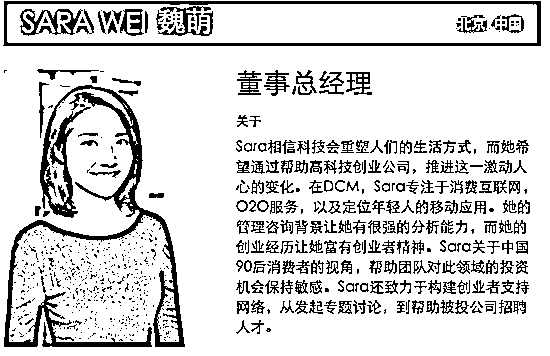 SARA WEI 魏萌
北京 中国
董事总经理
关于
Sara相信科技会重塑人们的生活方式，而她希
望通过帮助高科技创业公司，推进这一激动人
心的变化。在DCM，Sara专注于消费互联网，
O2O服务，以及定位年轻人的移动应用。她的
管理咨询背景让她有很强的分析能力，而她的
创业经历让她富有创业者精神。Sara关于中国
90后消费者的视角，帮助团队对此领域的投资
机会保持敏感。Sara还致力于构建创业者支持
网络，从发起专题讨论，到帮助被投公司招聘
人才。